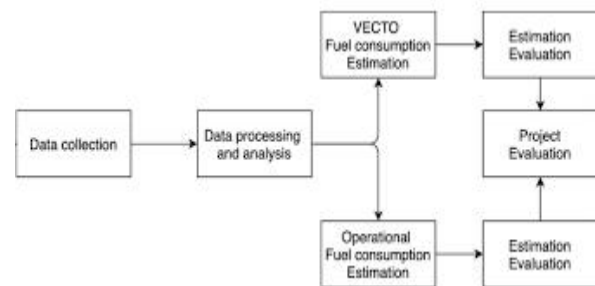 VECTO
Fuel consumption
Estimation
Estimation
Evaluation
Data collection
Data processing
and analysis
Project
Evaluation
Operational
Fuel consumption
Estimation
Estimation
Evaluation